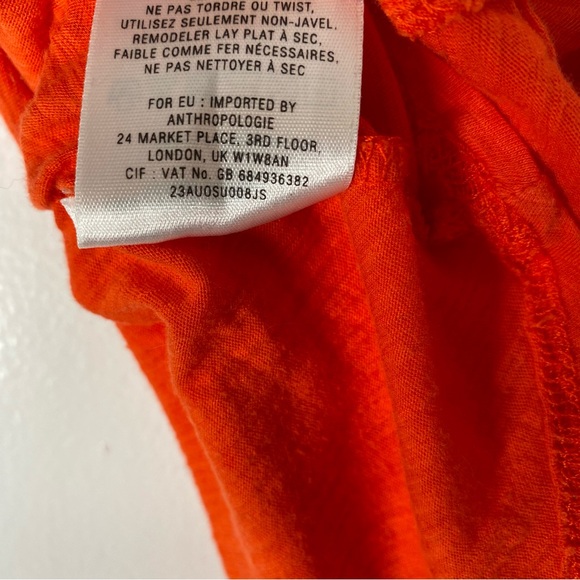 NE PAS TORDRE OU TWIST,
UTILISEZ SEULEMENT NON-JAVEL.
REMODELER LAY PLAT À SEC,
FAIBLE COMME FER NÉCESSAIRES.
NE PAS NETTOYER À SEC
FOR EU : IMPORTED BY
ANTHROPOLOGIE
24 MARKET PLACE, 3RD FLOOR,
LONDON, UK W1W8AN
CIF : VAT No. GB 684936382
23AUOSU008JS